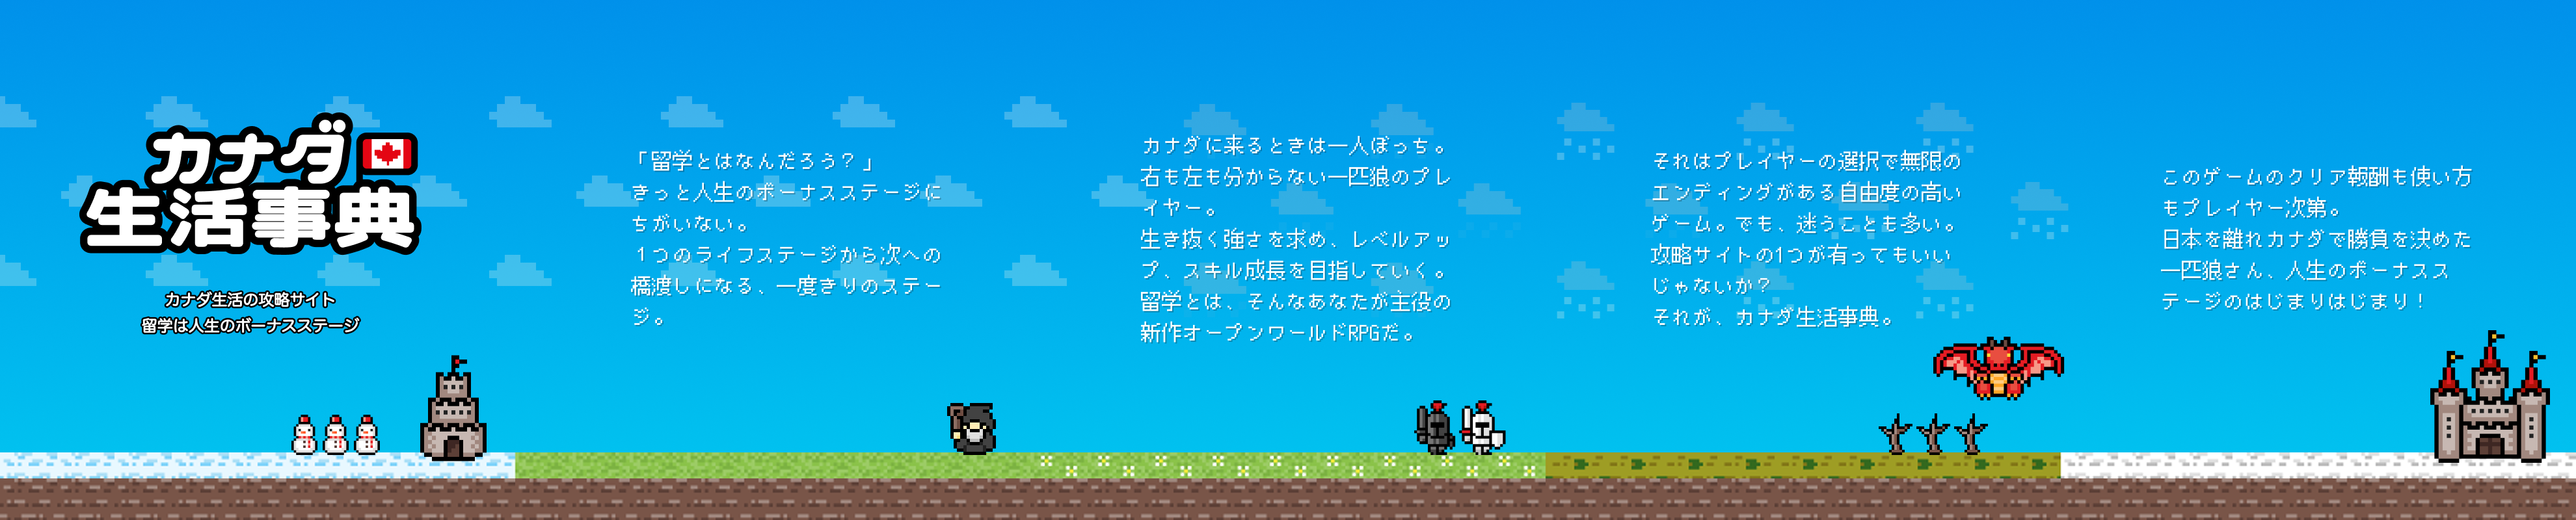 カナダ
生活事典
カナダ生活の攻略サイト
留学は人生のボーナスステージ
「留学とはなんだろう？」
きっと人生のボーナスステージに
ちがいない。
１つのライフステージから次への
橋渡しになる、一度きりのステー
ジ。
カナダに来るときは一人ぼっち。
右も左も分からない一匹狼のプレ
イヤー。
生き抜く強さを求め、レベルアッ
プ、スキル成長を目指していく。
留学とは、そんなあなたが主役の
新作オープンワールドRPGだ。
それはプレイヤーの選択で無限の
エンディングがある自由度の高い
ゲーム。でも、迷うことも多い。
攻略サイトの1つが有ってもいい
じゃないか？
それが、カナダ生活事典。
このゲームのクリア報酬も使い方
もプレイヤー次第。
日本を離れカナダで勝負を決めた
一匹狼さん、人生のボーナスス
テージのはじまりはじまり！